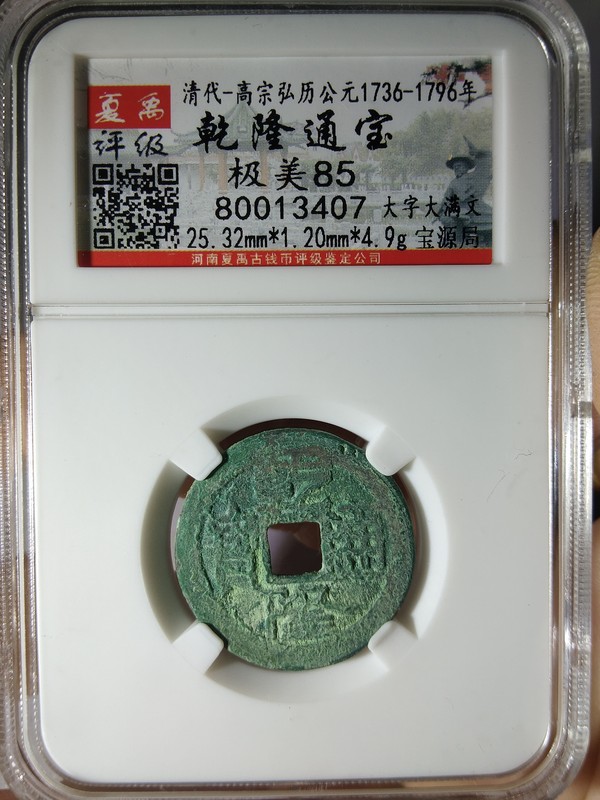 夏禹
评级
清代-高宗弘历公元1736-1796年
乾隆通宝
极美85
80013407 大字大满文
25.32mm*1.20mm*4.9g 宝源局
河南夏禹古钱币评级鉴定公司